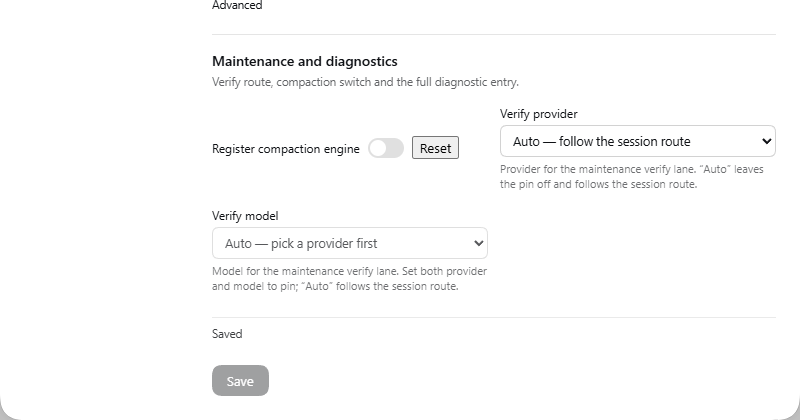 Advanced
Maintenance and diagnostics
Verify route, compaction switch and the full diagnostic entry.
Register compaction engine
Reset
Verify provider
Auto — follow the session route
Provider for the maintenance verify lane. “Auto” leaves
the pin off and follows the session route.
Verify model
Auto — pick a provider first
Model for the maintenance verify lane. Set both provider
and model to pin; “Auto” follows the session route.
Saved
Save